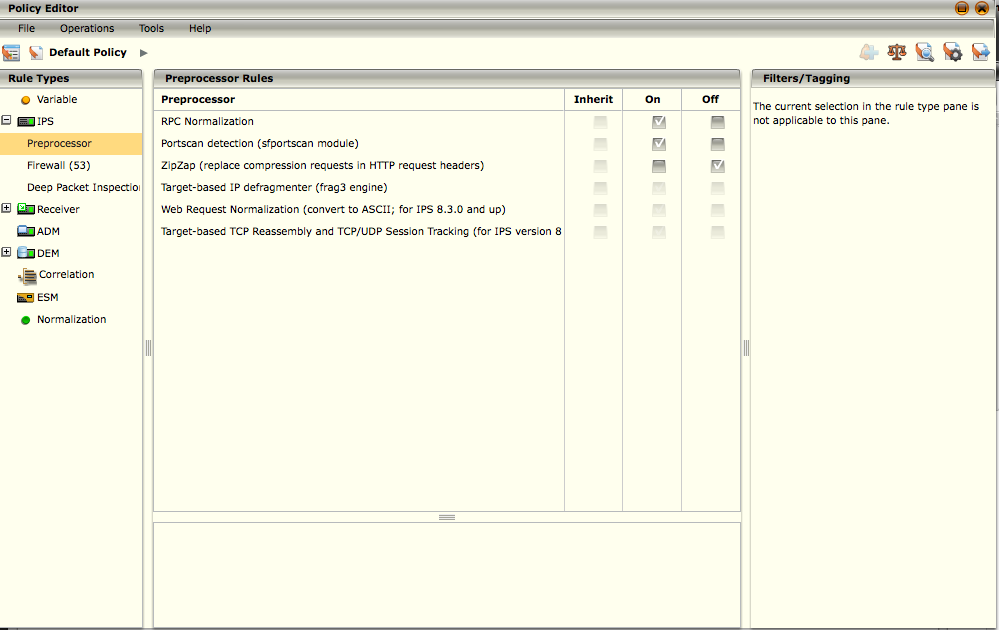 Policy Editor
File Operations Tools Help
Default Policy
Rule Types
Variable
IPS
Preprocessor
Firewall (53)
Deep Packet Inspectio
Receiver
ADM
DEM
Correlation
ESM
Normalization
Preprocessor Rules
Preprocessor Inherit On Off
RPC Normalization
Portscan detection (sfportscan module)
ZipZap (replace compression requests in HTTP request headers)
Target-based IP defragmenter (frag3 engine)
Web Request Normalization (convert to ASCII; for IPS 8.3.0 and up)
Target-based TCP Reassembly and TCP/UDP Session Tracking (for IPS version 8
Filters/Tagging
The current selection in the rule type pane is
not applicable to this pane.